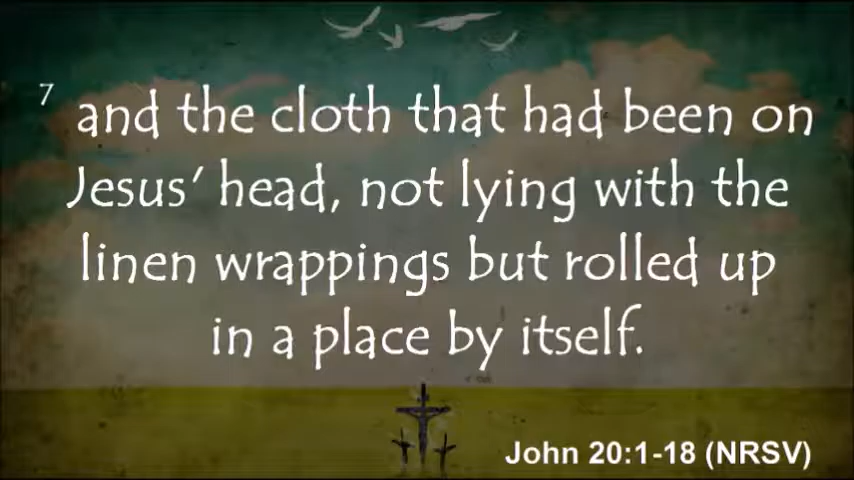 7 and the cloth that had been on
Jesus’ head, not lying with the
linen wrappings but rolled up
in a place by itself.
John 20:1-18 (NRSV)